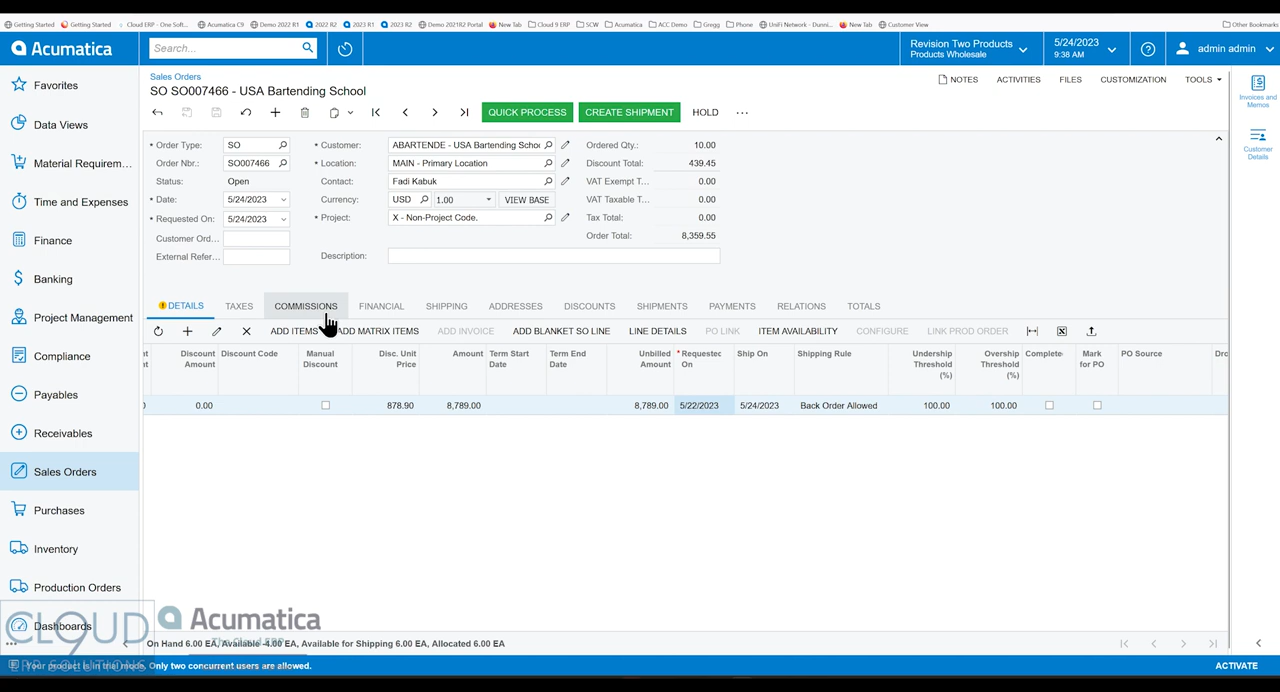 Getting Started Getting Started Cloud ERP - One Soft... Acumatica C9 Demo 2022 R1 2022 R2 2023 R1 2023 R2 Demo 2021R2 Portal New Tab Cloud 9 ERP SCW Acumatica ACC Demo Gregg Phone UniFi Network - Dunni... New Tab Customer View Other Bookmarks
Acumatica Search... Revision Two Products 5/24/2023 admin admin
Products Wholesale 9:38 AM
Sales Orders
SO SO007466 - USA Bartending School
NOTES ACTIVITIES FILES CUSTOMIZATION TOOLS
QUICK PROCESS CREATE SHIPMENT HOLD ...
Favorites
Data Views
Material Requirem...
Time and Expenses
Finance
Banking
Project Management
Compliance
Payables
Receivables
Sales Orders
Purchases
Inventory
Production Orders
Dashboards
* Order Type: SO * Customer: ABARTENDE - USA Bartending Schoo Ordered Qty.: 10.00
Order Nbr.: SO007466 * Location: MAIN - Primary Location Discount Total: 439.45
Status: Open Contact: Fadi Kabuk VAT Exempt T... 0.00
* Date: 5/24/2023 Currency: USD 1.00 VIEW BASE VAT Taxable T... 0.00
* Requested On: 5/24/2023 * Project: X - Non-Project Code. Tax Total: 0.00
Customer Ord... Order Total: 8,359.55
External Refer... Description:
DETAILS TAXES COMMISSIONS FINANCIAL SHIPPING ADDRESSES DISCOUNTS SHIPMENTS PAYMENTS RELATIONS TOTALS
ADD ITEMS ADD MATRIX ITEMS ADD INVOICE ADD BLANKET SO LINE LINE DETAILS PO LINK ITEM AVAILABILITY CONFIGURE LINK PROD ORDER
Discount Amount Discount Code Manual Discount Disc. Unit Price Amount Term Start Date Term End Date Unbilled Amount * Requested On Ship On Shipping Rule Undership Threshold (%) Overship Threshold (%) Complete Mark for PO PO Source Dro
0.00 878.90 8,789.00 8,789.00 5/22/2023 5/24/2023 Back Order Allowed 100.00 100.00
Invoices and Memos
Customer Details
CLOUD 9
ERP SOLUTIONS
Acumatica
The Cloud ERP
On Hand 6.00 EA, Available -4.00 EA, Available for Shipping 6.00 EA, Allocated 6.00 EA
Your product is in trial mode. Only two concurrent users are allowed. ACTIVATE